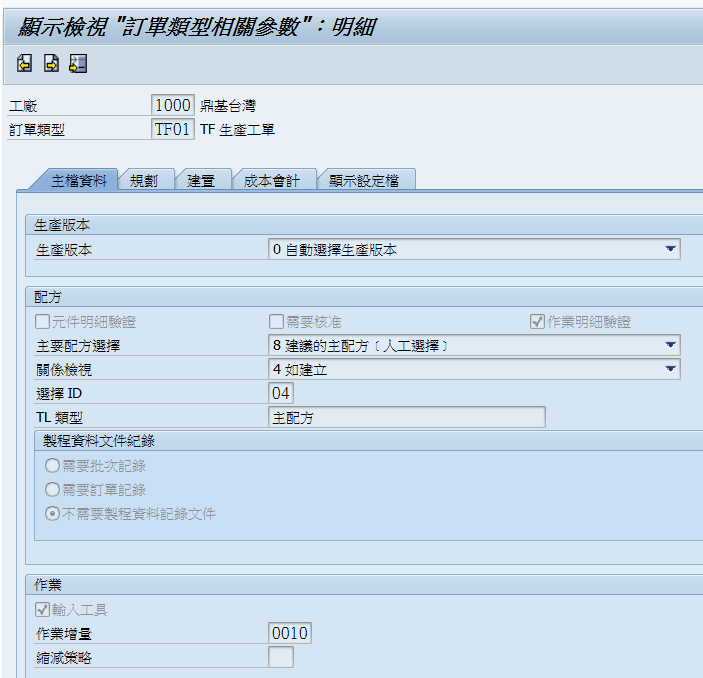 顯示檢視 "訂單類型相關參數"：明細
工廠 1000 鼎基台灣
訂單類型 TF01 TF 生產工單
主檔資料 規劃 建置 成本會計 顯示設定檔
生產版本
生產版本 0 自動選擇生產版本
配方
元件明細驗證 需要核准 作業明細驗證
主要配方選擇 8 建議的主配方﹝人工選擇﹞
關係檢視 4 如建立
選擇 ID 04
TL 類型 主配方
製程資料文件紀錄
需要批次記錄
需要訂單記錄
不需要製程資料記錄文件
作業
輸入工具
作業增量 0010
縮減策略